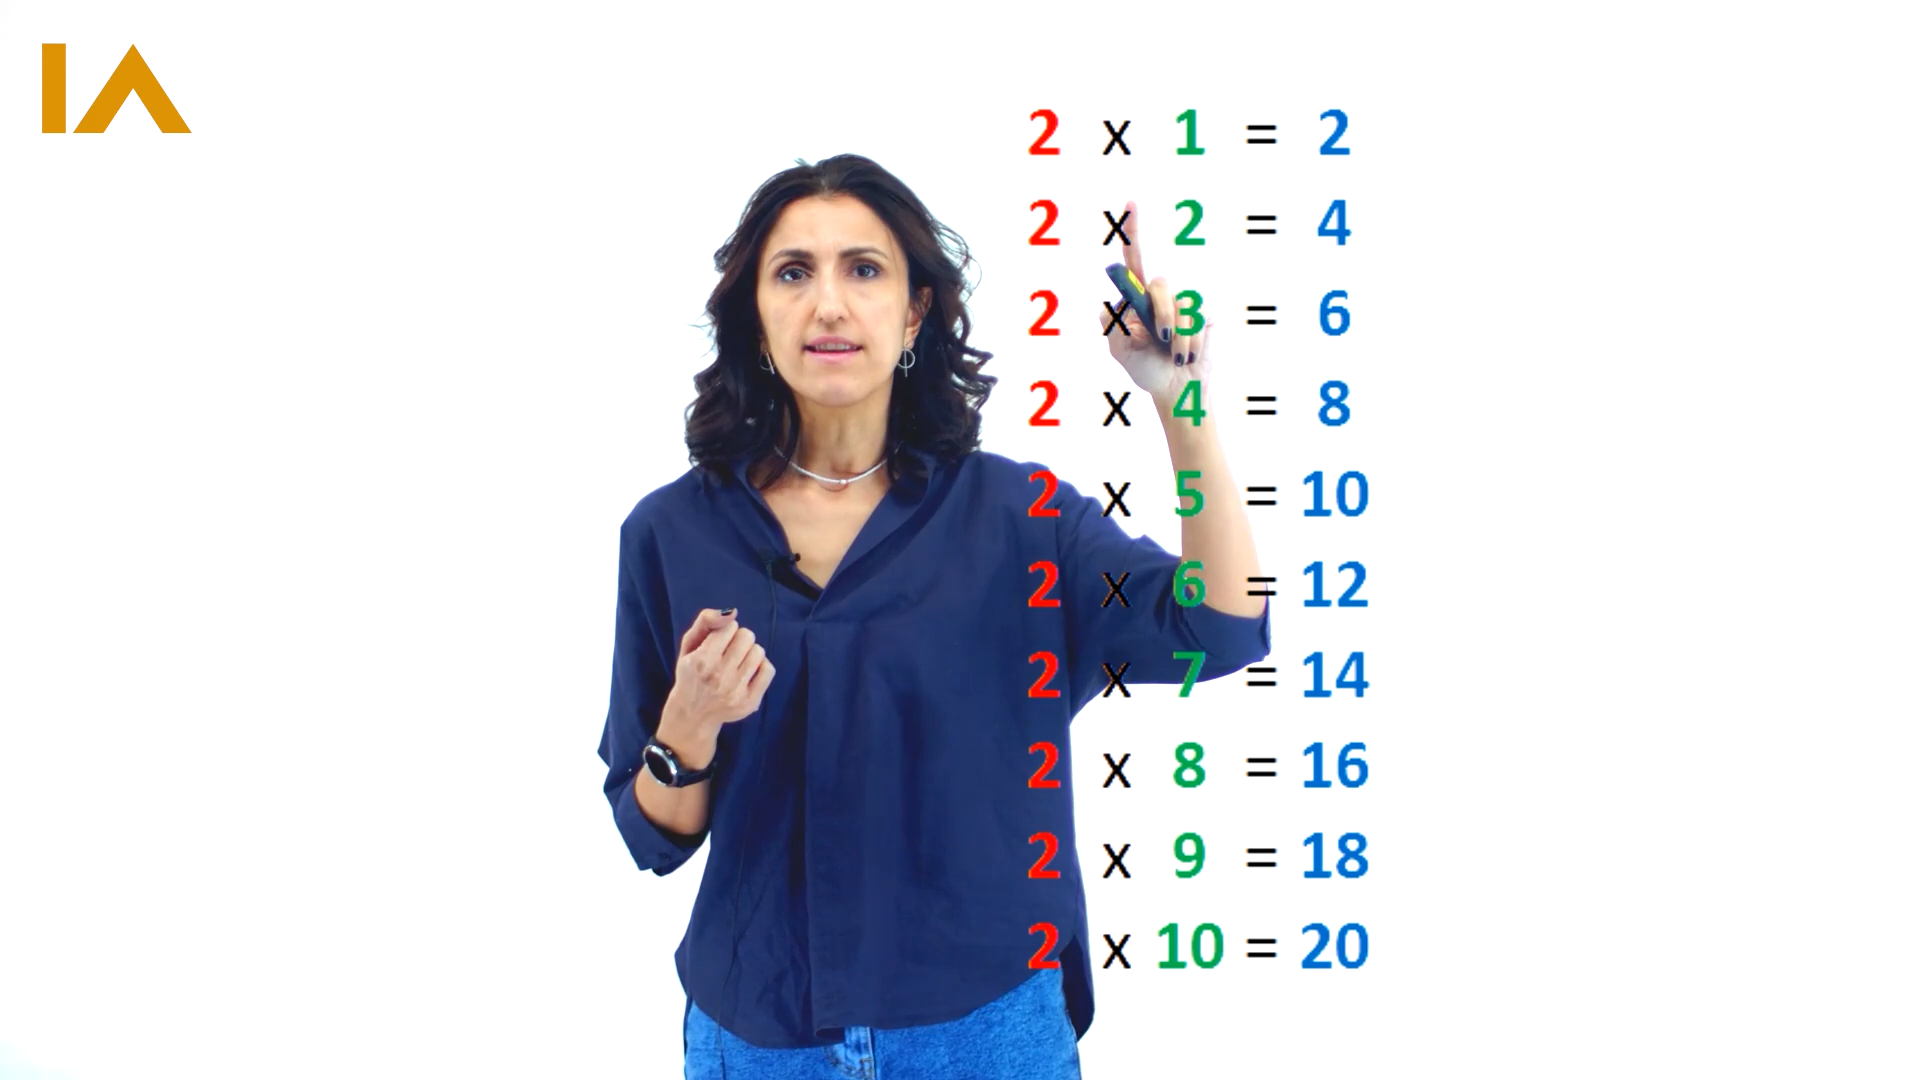 IA
2 x 1 = 2
2 x 2 = 4
2 x 3 = 6
2 x 4 = 8
2 x 5 = 10
2 x 6 = 12
2 x 7 = 14
2 x 8 = 16
2 x 9 = 18
2 x 10 = 20